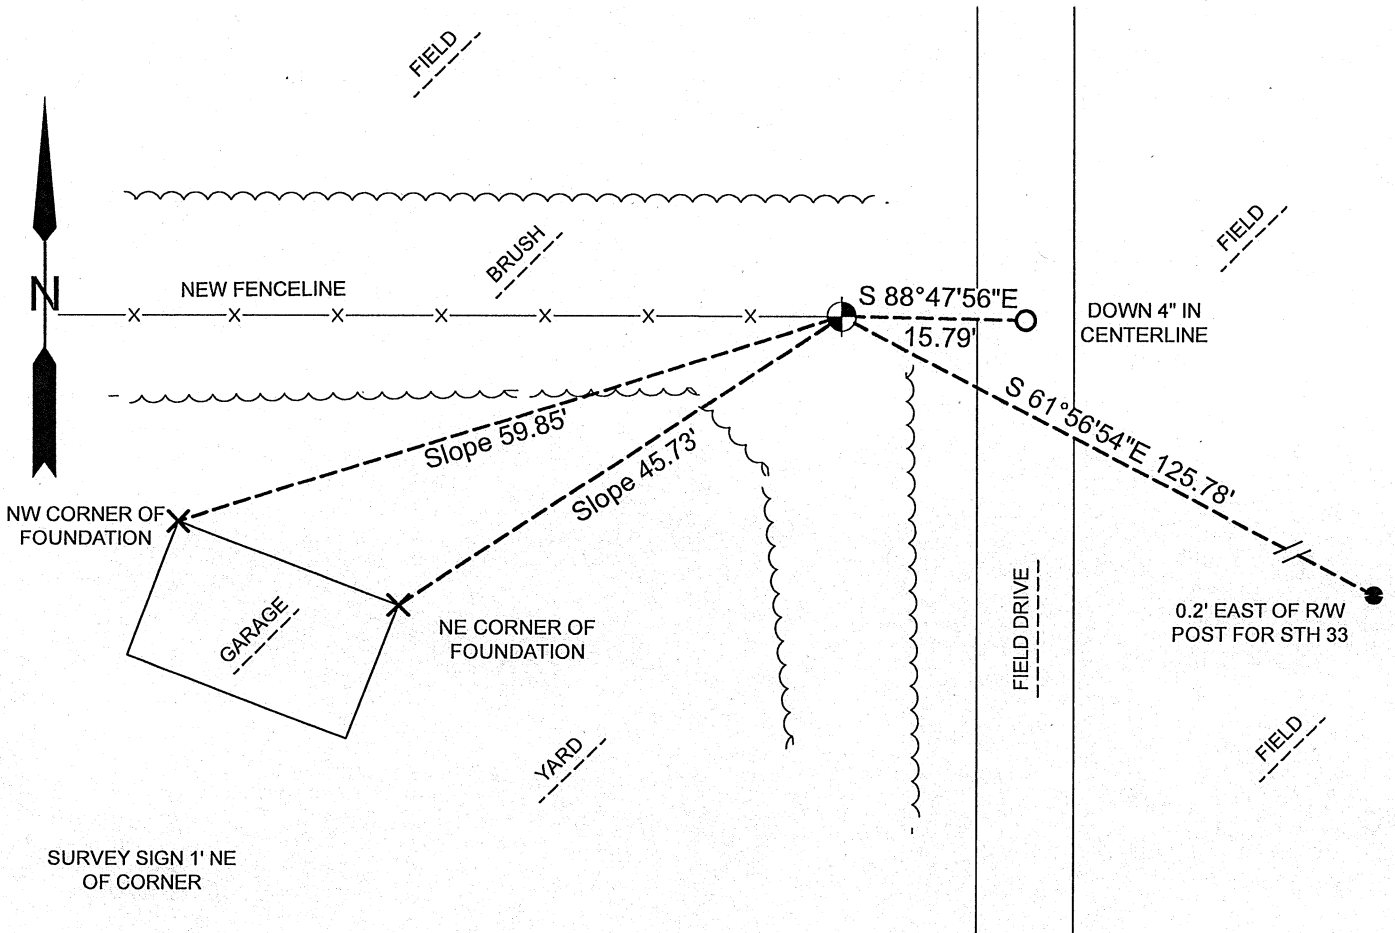 FIELD
FIELD
BRUSH
N
NEW FENCELINE
S 88°47'56"E
15.79'
DOWN 4" IN
CENTERLINE
S 61°56'54"E 125.78'
Slope 59.85'
Slope 45.73'
NW CORNER OF
FOUNDATION
GARAGE
NE CORNER OF
FOUNDATION
FIELD DRIVE
0.2' EAST OF R/W
POST FOR STH 33
YARD
FIELD
SURVEY SIGN 1' NE
OF CORNER